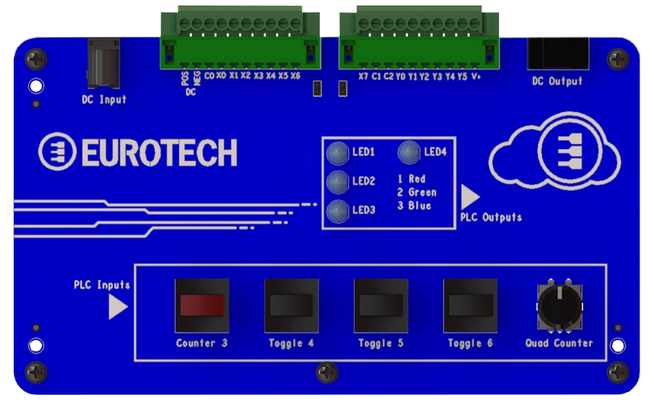 POS NEG C0 X0 X1 X2 X3 X4 X5 X6
DC
X7 C1 C2 Y0 Y1 Y2 Y3 Y4 Y5 V+
DC Input
DC Output
EUROTECH
LED1 LED4
LED2
LED3
1 Red
2 Green
3 Blue
PLC Outputs
PLC Inputs
Counter 3 Toggle 4 Toggle 5 Toggle 6 Quad Counter